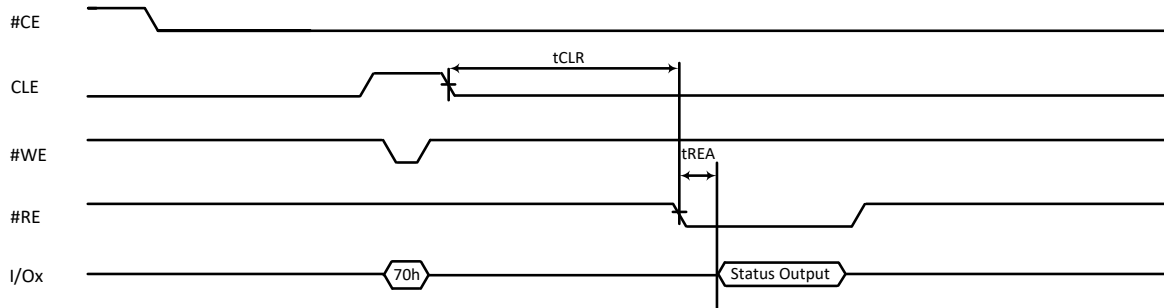 #CE
tCLR
CLE
#WE
tREA
#RE
I/Ox
70h
Status Output